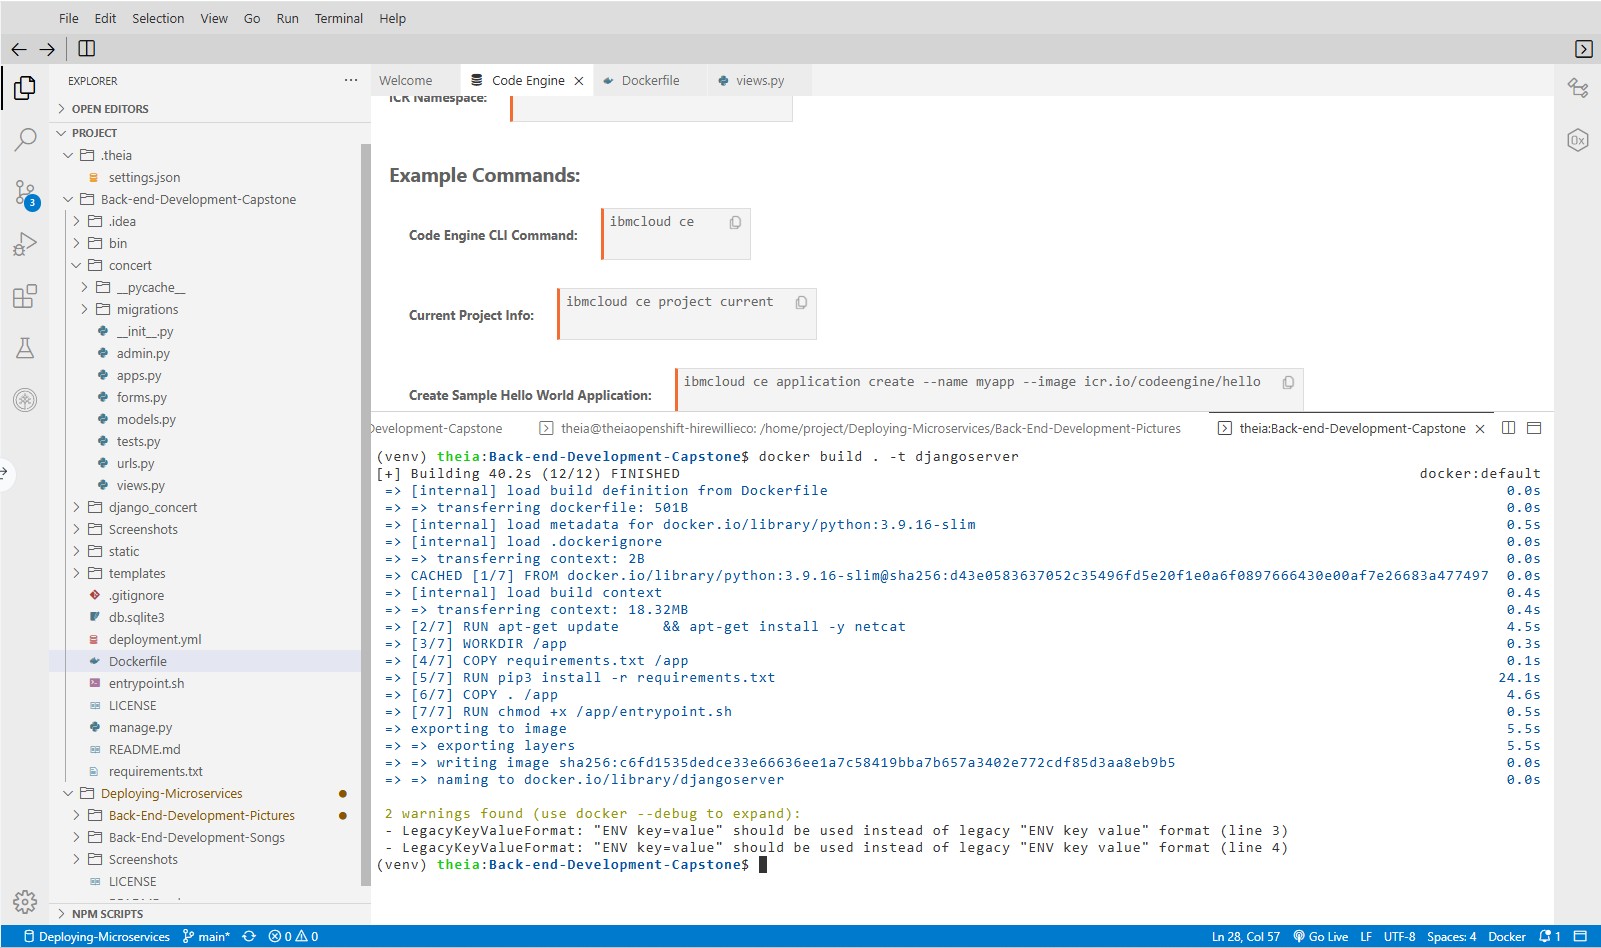 File Edit Selection View Go Run Terminal Help
EXPLORER
OPEN EDITORS
PROJECT
.theia
settings.json
Back-end-Development-Capstone
.idea
bin
concert
__pycache__
migrations
__init__.py
admin.py
apps.py
forms.py
models.py
tests.py
urls.py
views.py
django_concert
Screenshots
static
templates
.gitignore
db.sqlite3
deployment.yml
Dockerfile
entrypoint.sh
LICENSE
manage.py
README.md
requirements.txt
Deploying-Microservices
Back-End-Development-Pictures
Back-End-Development-Songs
Screenshots
LICENSE
NPM SCRIPTS
3
Welcome Code Engine Dockerfile views.py
ICR Namespace:
Example Commands:
Code Engine CLI Command: ibmcloud ce
Current Project Info: ibmcloud ce project current
Create Sample Hello World Application: ibmcloud ce application create --name myapp --image icr.io/codeengine/hello
Development-Capstone theia@theiaopenshift-hirewillieco: /home/project/Deploying-Microservices/Back-End-Development-Pictures theia:Back-end-Development-Capstone
(venv) theia:Back-end-Development-Capstone$ docker build . -t djangoserver
[+] Building 40.2s (12/12) FINISHED docker:default
=> [internal] load build definition from Dockerfile 0.0s
=> => transferring dockerfile: 501B 0.0s
=> [internal] load metadata for docker.io/library/python:3.9.16-slim 0.5s
=> [internal] load .dockerignore 0.0s
=> => transferring context: 2B 0.0s
=> CACHED [1/7] FROM docker.io/library/python:3.9.16-slim@sha256:d43e0583637052c35496fd5e20f1e0a6f0897666430e00af7e26683a477497 0.0s
=> [internal] load build context 0.4s
=> => transferring context: 18.32MB 0.4s
=> [2/7] RUN apt-get update && apt-get install -y netcat 4.5s
=> [3/7] WORKDIR /app 0.3s
=> [4/7] COPY requirements.txt /app 0.1s
=> [5/7] RUN pip3 install -r requirements.txt 24.1s
=> [6/7] COPY . /app 4.6s
=> [7/7] RUN chmod +x /app/entrypoint.sh 0.5s
=> exporting to image 5.5s
=> => exporting layers 5.5s
=> => writing image sha256:c6fd1535dedce33e66636ee1a7c58419bba7b657a3402e772cdf85d3aa8eb9b5 0.0s
=> => naming to docker.io/library/djangoserver 0.0s
2 warnings found (use docker --debug to expand):
- LegacyKeyValueFormat: "ENV key=value" should be used instead of legacy "ENV key value" format (line 3)
- LegacyKeyValueFormat: "ENV key=value" should be used instead of legacy "ENV key value" format (line 4)
(venv) theia:Back-end-Development-Capstone$
Deploying-Microservices main* 0 0 Ln 28, Col 57 Go Live LF UTF-8 Spaces: 4 Docker 1